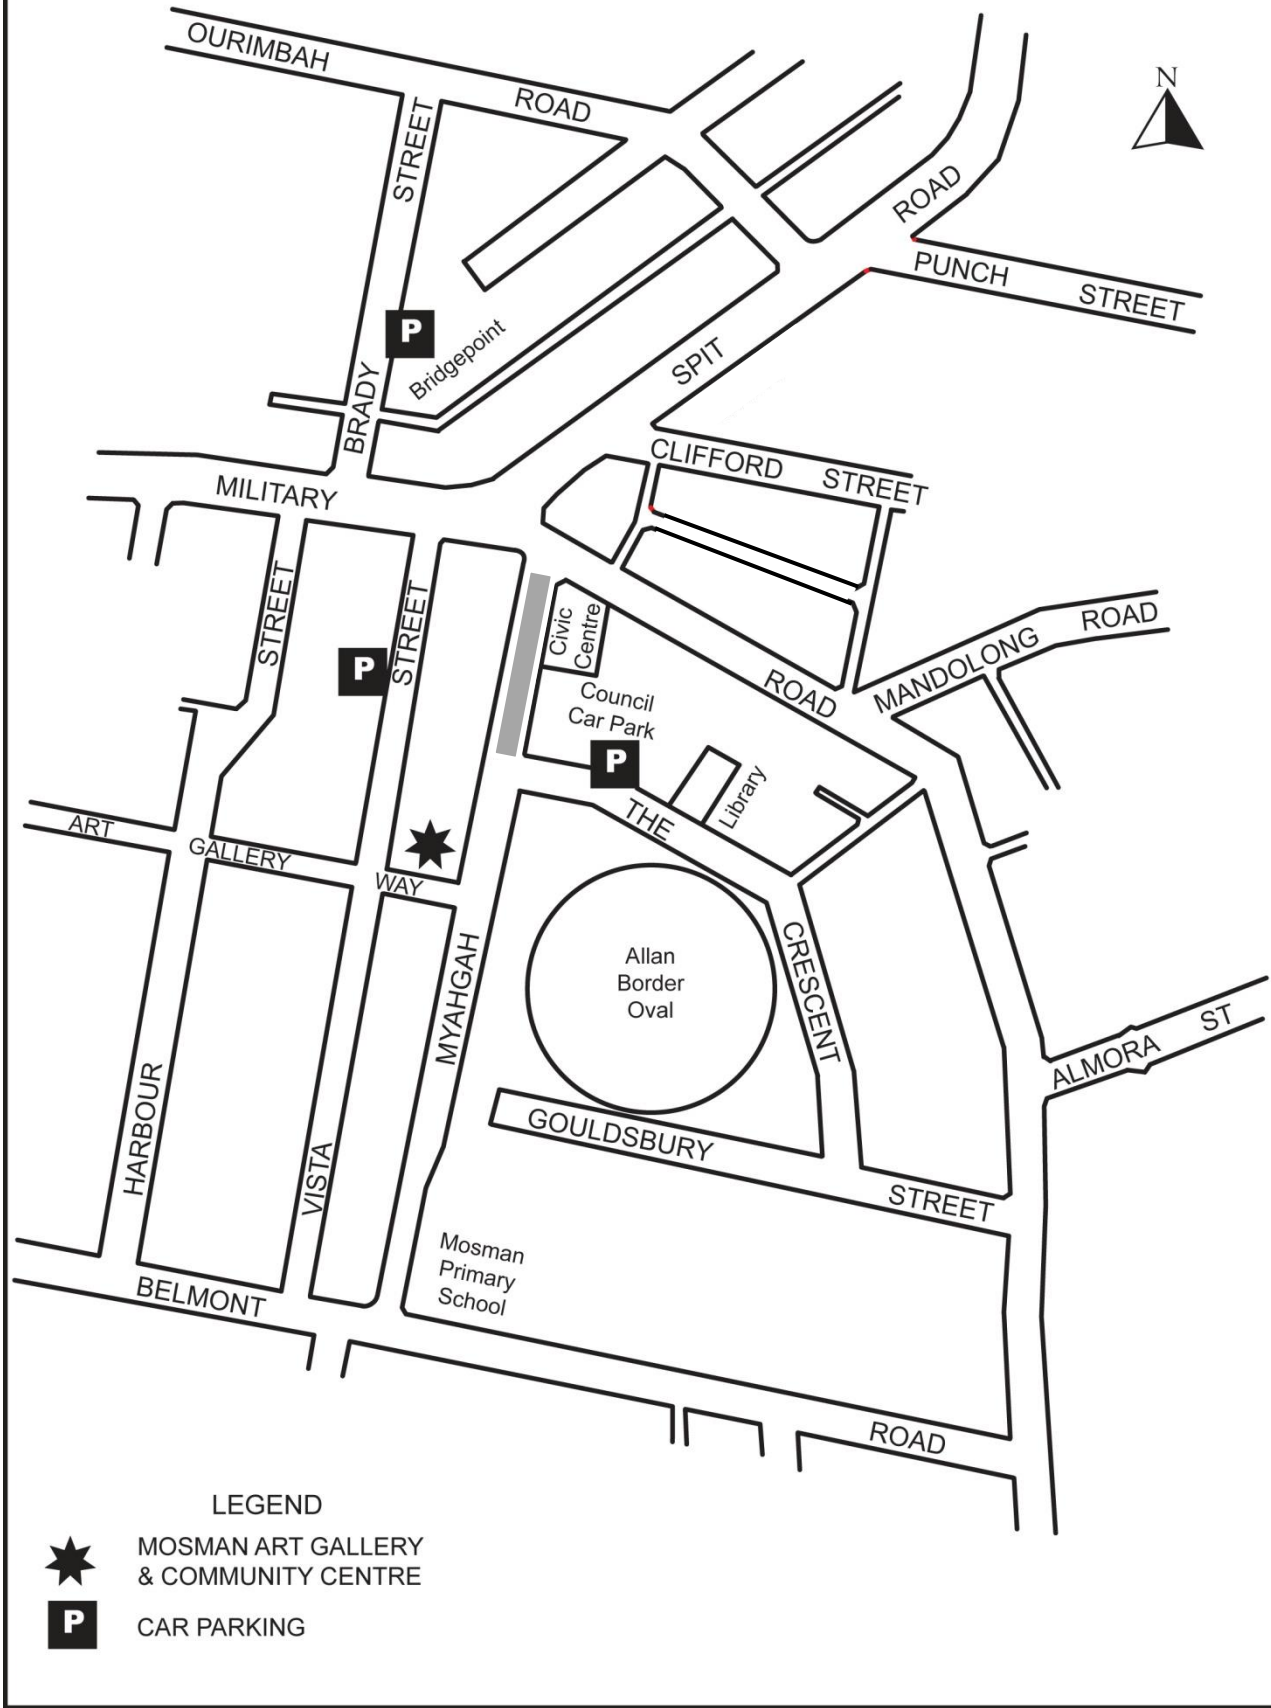 OURIMBAH
ROAD
N
STREET
ROAD
PUNCH
STREET
P
Bridgepoint
SPIT
BRADY
CLIFFORD
STREET
MILITARY
STREET
STREET
P
Civic
Centre
Council
Car Park
ROAD
MANDOLONG
ROAD
P
Library
THE
ART
GALLERY
WAY
MYAHGAH
Allan
Border
Oval
CRESCENT
ALMORA
ST
HARBOUR
VISTA
GOULDSBURY
STREET
Mosman
Primary
School
BELMONT
ROAD
LEGEND
MOSMAN ART GALLERY
& COMMUNITY CENTRE
P
CAR PARKING